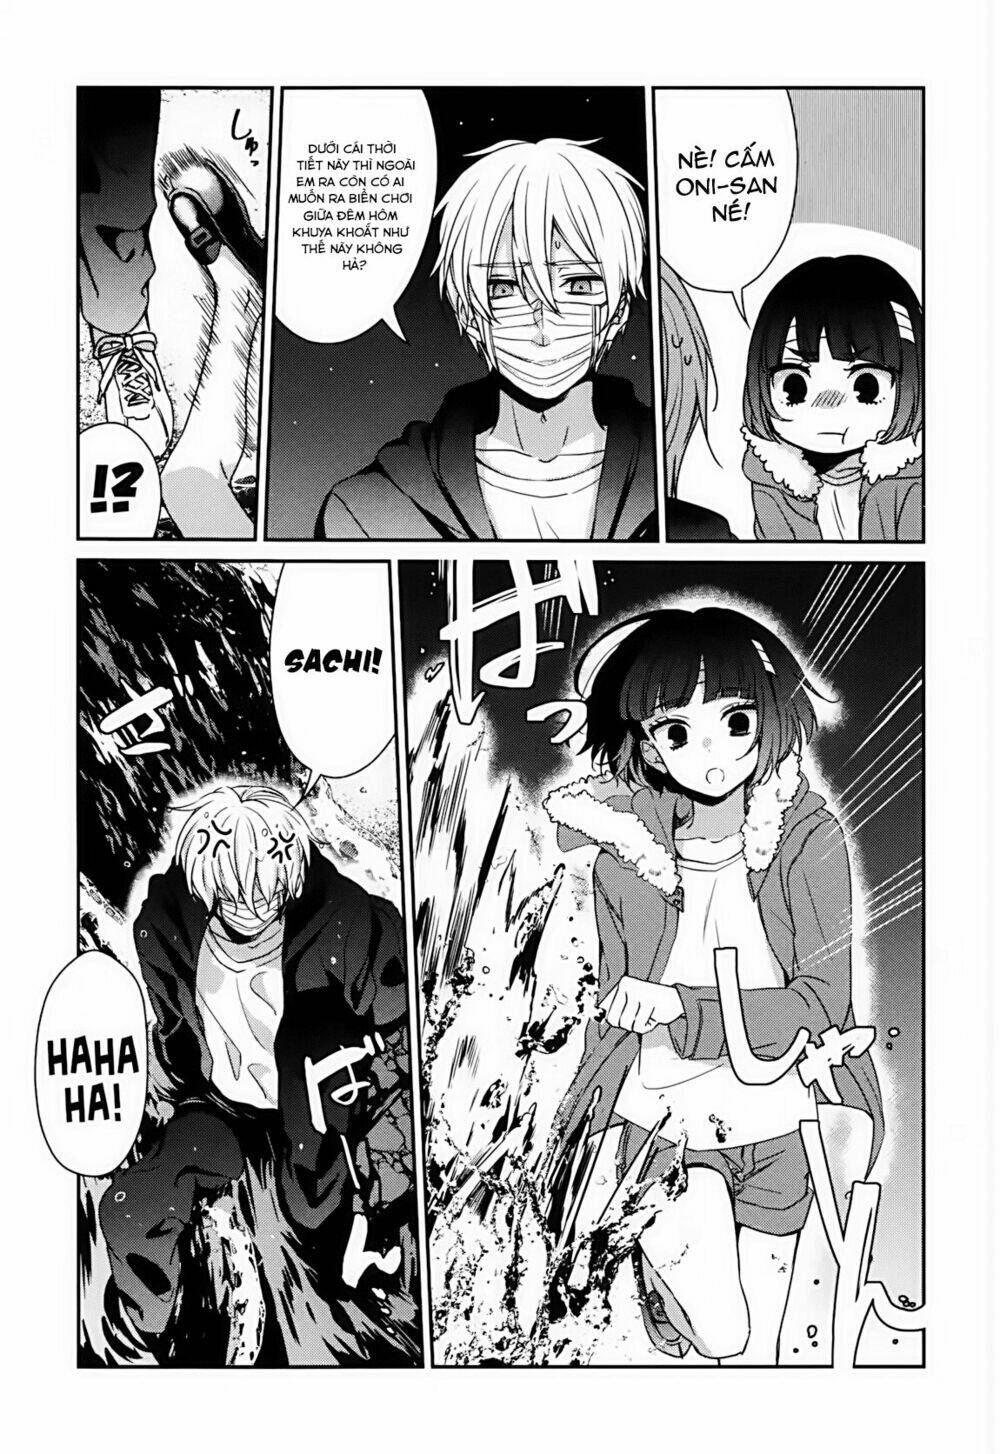 NÈ! CẤM
ONI-SAN
NÉ!
DƯỚI CÁI THỜI
TIẾT NÀY THÌ NGOÀI
EM RA CÒN CÓ AI
MUỐN RA BIỂN CHƠI
GIỮA ĐÊM HÔM
KHUYA KHOẮT NHƯ
THẾ NÀY KHÔNG
HẢ?
しゅっ
!?
ばっ
しゃん
SACHI!
ばーん
HAHA
HA!